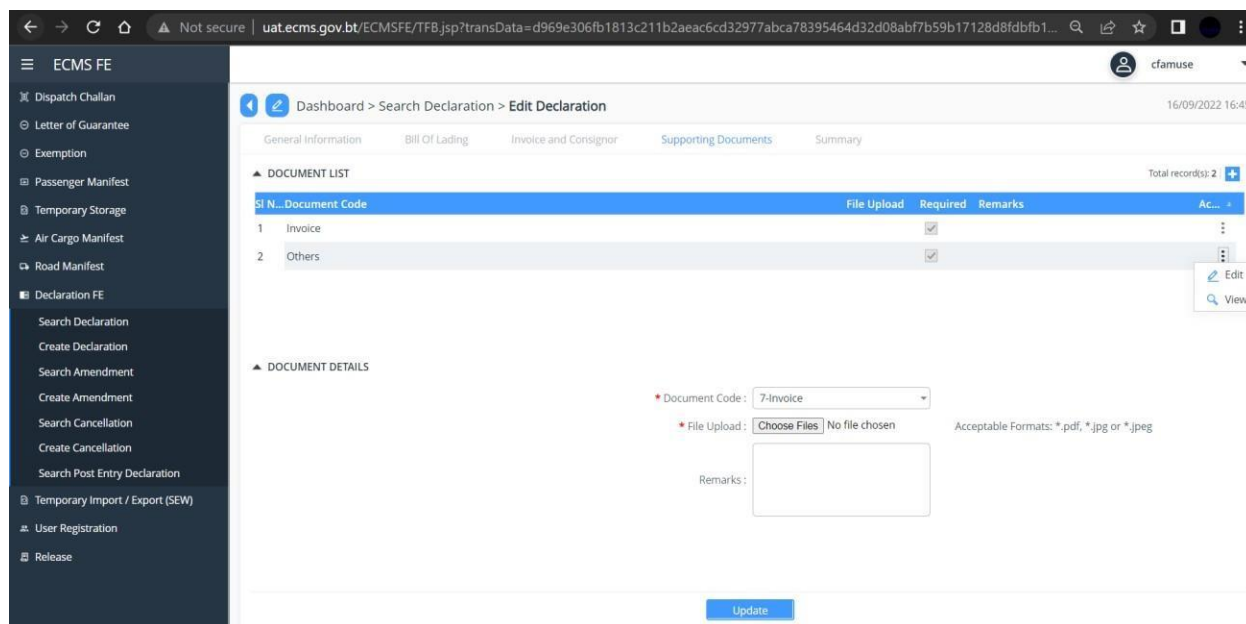 Not secure | uat.ecms.gov.bt/ECMSFE/TFB.jsp?transData=d969e306fb1813c211b2aeac6cd32977abca78395464d32d08abf7b59b17128d8fdbfb1...
ECMS FE
cfamuse
Dispatch Challan
Letter of Guarantee
Exemption
Passenger Manifest
Temporary Storage
Air Cargo Manifest
Road Manifest
Declaration FE
Search Declaration
Create Declaration
Search Amendment
Create Amendment
Search Cancellation
Create Cancellation
Search Post Entry Declaration
Temporary Import / Export (SEW)
User Registration
Release
Dashboard > Search Declaration > Edit Declaration
16/09/2022 16:45
General Information Bill Of Lading Invoice and Consignor Supporting Documents Summary
DOCUMENT LIST
Total record(s): 2
Sl N... Document Code File Upload Required Remarks Ac...
1 Invoice
2 Others
Edit
View
DOCUMENT DETAILS
* Document Code : 7-Invoice
* File Upload : Choose Files No file chosen Acceptable Formats: *.pdf, *.jpg or *.jpeg
Remarks :
Update